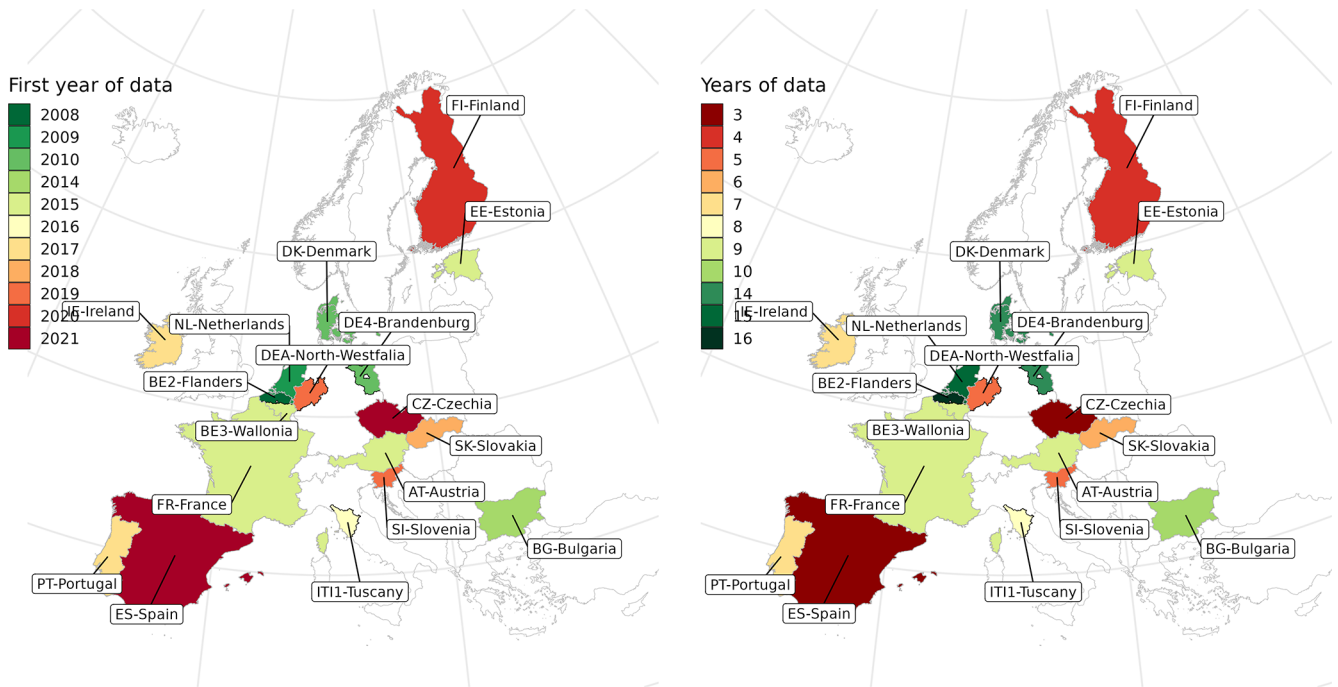 First year of data
2008
2009
2010
2014
2015
2016
2017
2018
2019
2020
2021
FI-Finland
EE-Estonia
DK-Denmark
IE-Ireland
NL-Netherlands
DE4-Brandenburg
DEA-North-Westfalia
BE2-Flanders
CZ-Czechia
BE3-Wallonia
SK-Slovakia
AT-Austria
FR-France
SI-Slovenia
BG-Bulgaria
PT-Portugal
ITI1-Tuscany
ES-Spain
Years of data
3
4
5
6
7
8
9
10
14
15
16
FI-Finland
EE-Estonia
DK-Denmark
IE-Ireland
NL-Netherlands
DE4-Brandenburg
DEA-North-Westfalia
BE2-Flanders
CZ-Czechia
BE3-Wallonia
SK-Slovakia
AT-Austria
FR-France
SI-Slovenia
BG-Bulgaria
PT-Portugal
ITI1-Tuscany
ES-Spain